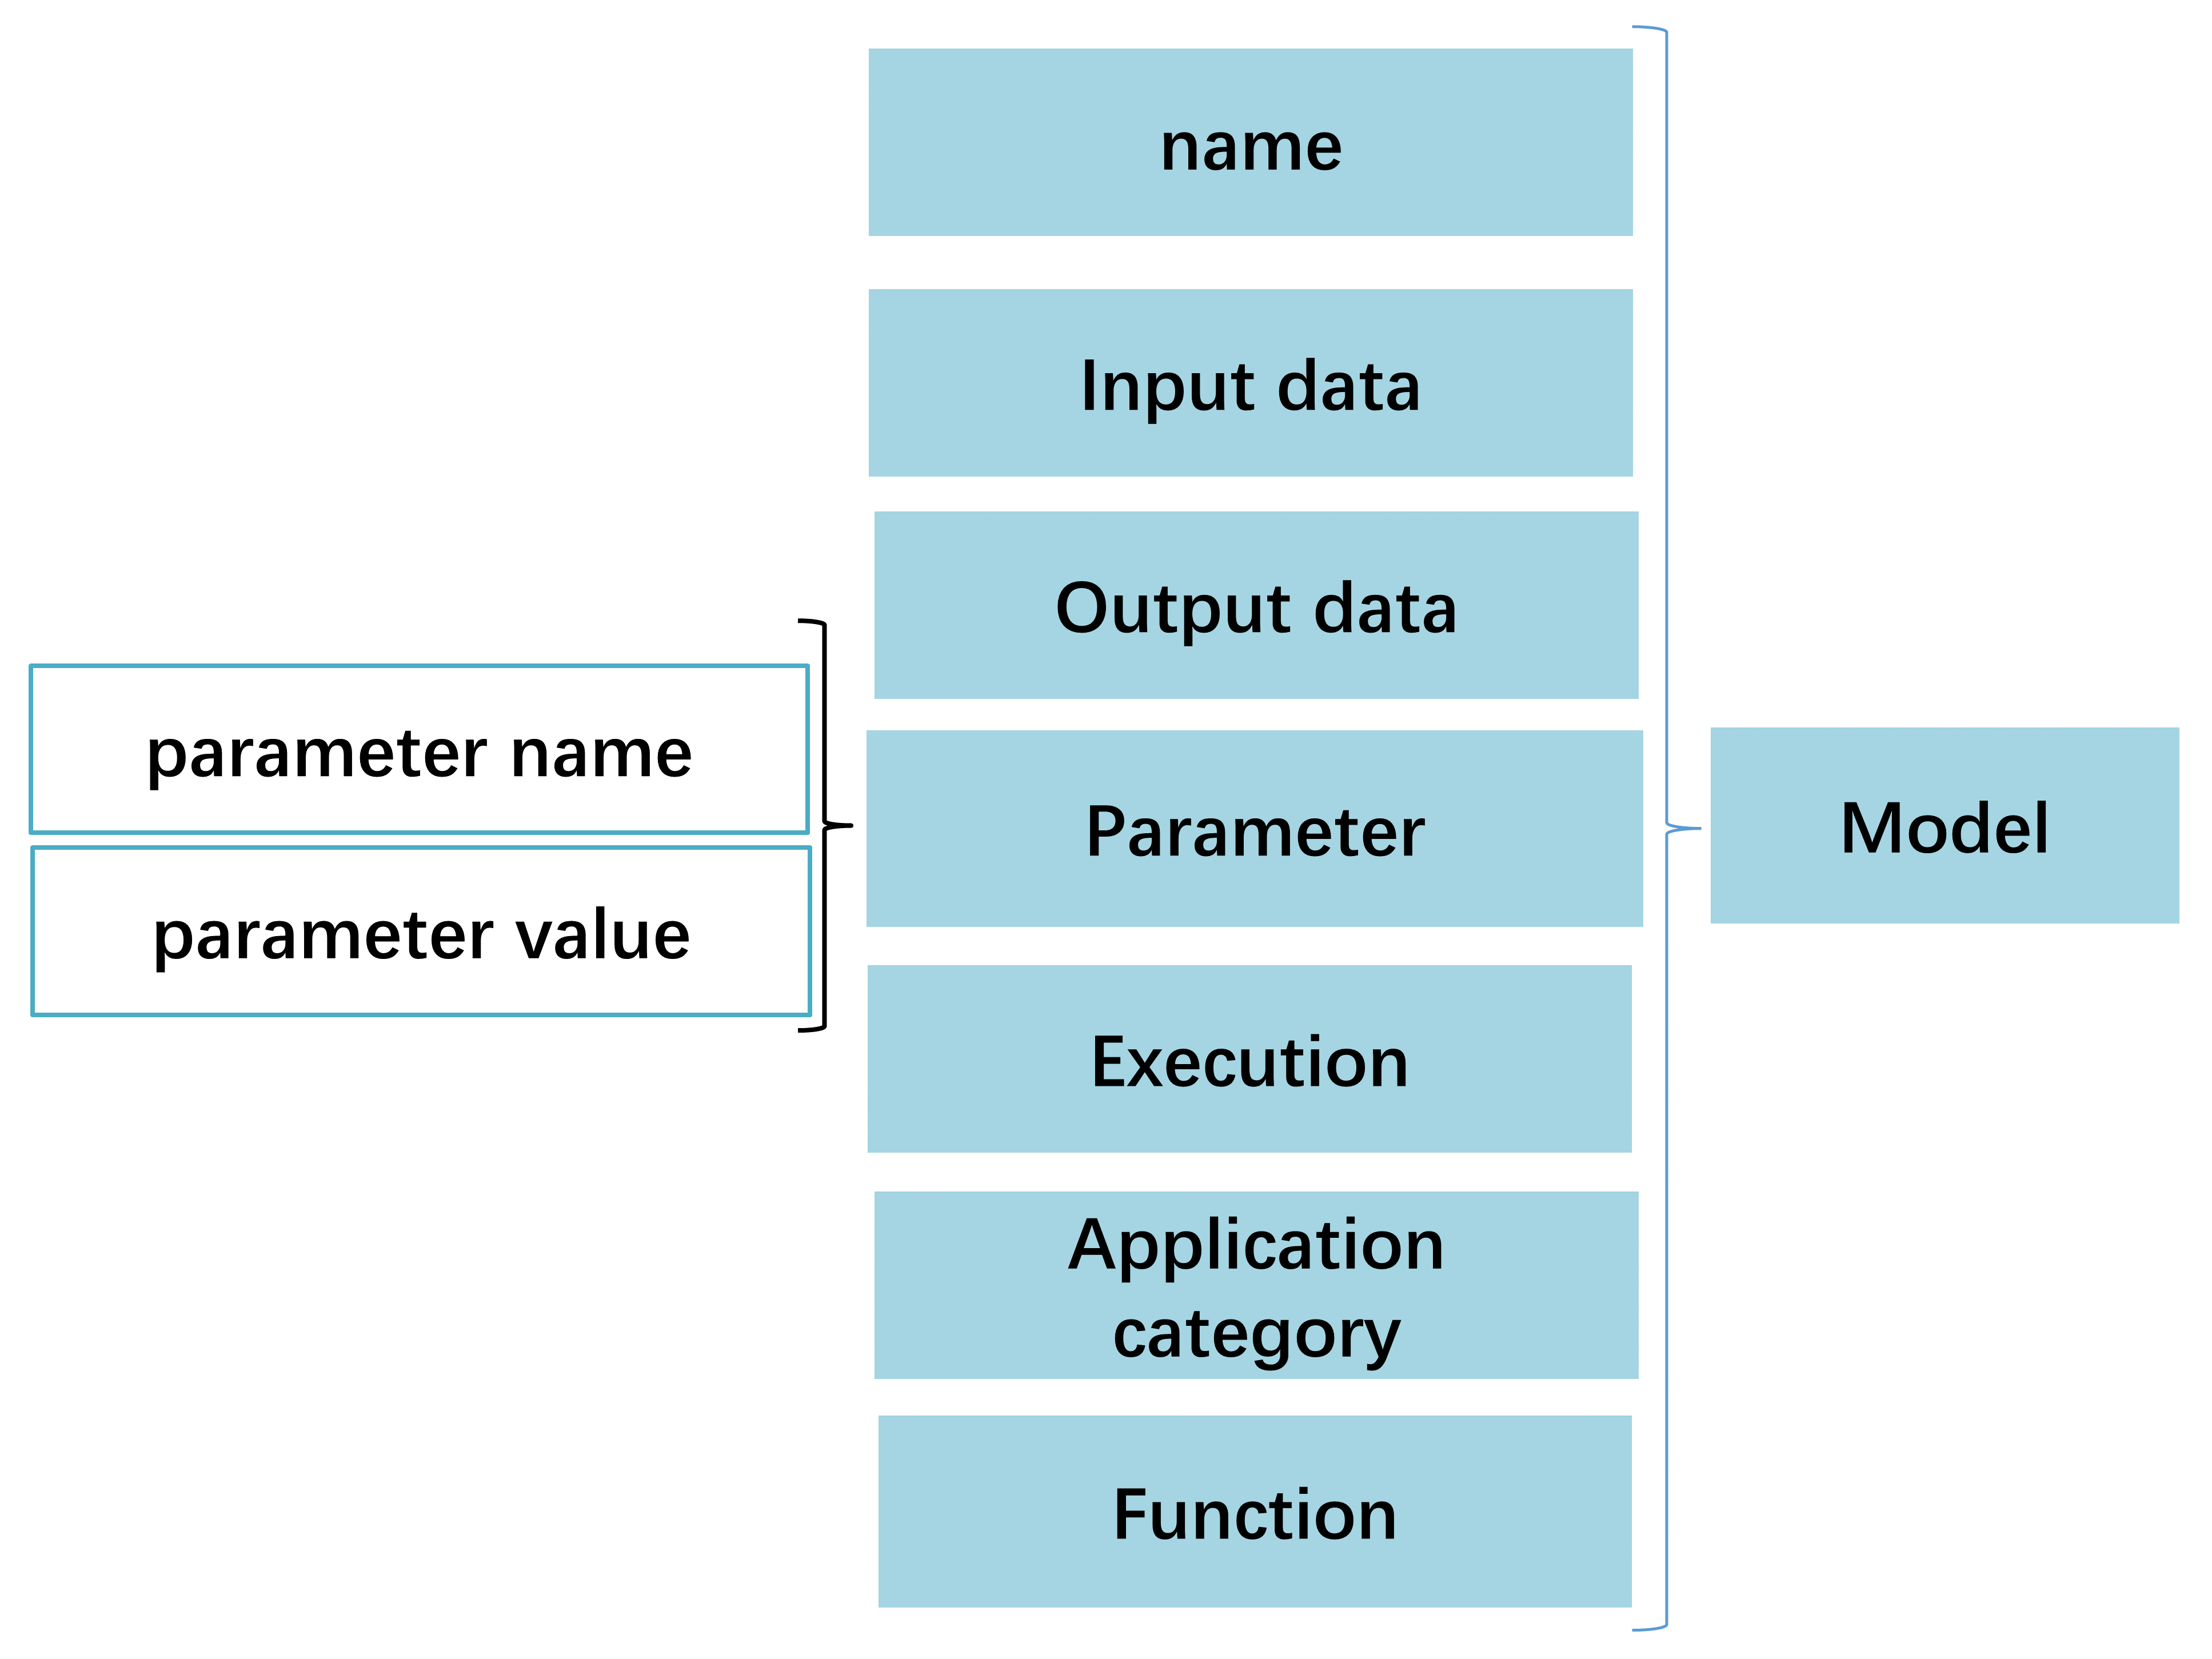 name
Input data
Output data
parameter name
parameter value
Parameter
Execution
Application
category
Function
Model